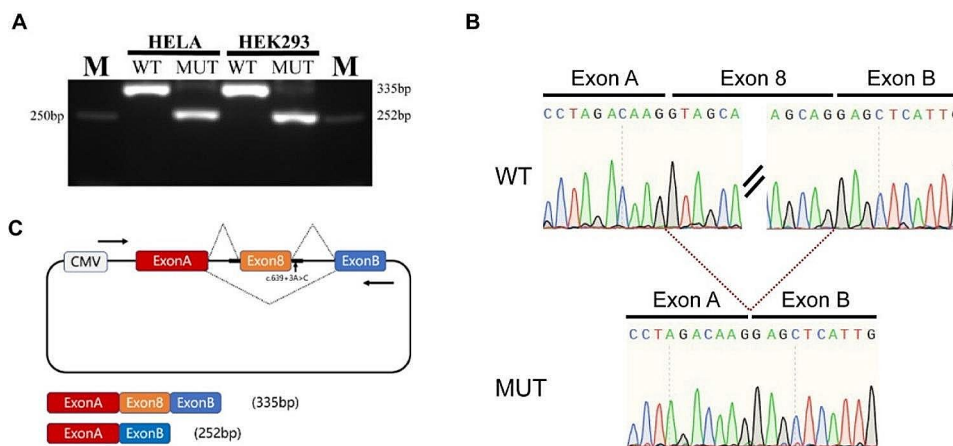 A
HELA HEK293
M WT MUT WT MUT M
335bp
250bp 252bp
B
Exon A Exon 8 Exon B
CCTAGACAAGGTAGCA AGCAGGAGCTCATTG
WT
Exon A Exon B
CCTAGACAAGGAGCTCATTG
MUT
C
CMV ExonA Exon8 ExonB
c.639+3A>C
ExonA Exon8 ExonB (335bp)
ExonA ExonB (252bp)